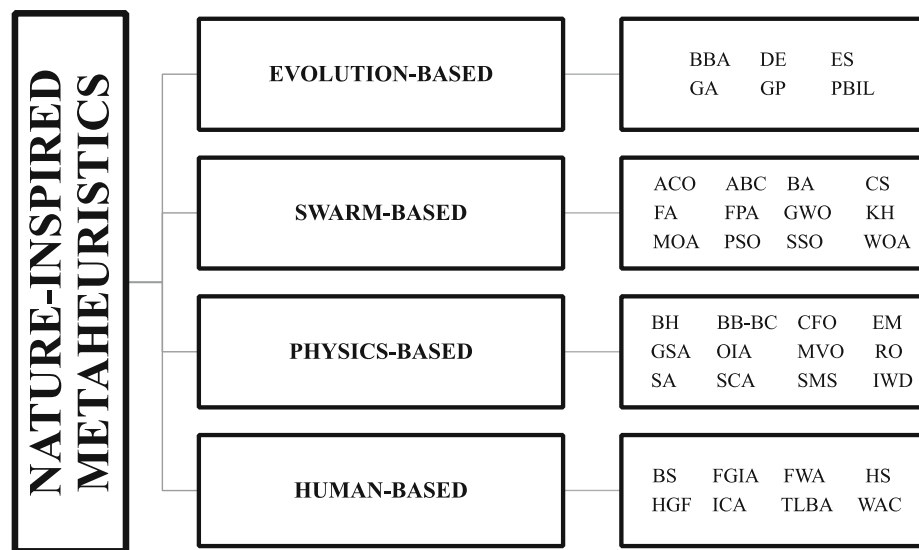 NATURE-INSPIRED
METAHEURISTICS
EVOLUTION-BASED
BBA DE ES
GA GP PBIL
SWARM-BASED
ACO ABC BA CS
FA FPA GWO KH
MOA PSO SSO WOA
PHYSICS-BASED
BH BB-BC CFO EM
GSA OIA MVO RO
SA SCA SMS IWD
HUMAN-BASED
BS FGIA FWA HS
HGF ICA TLBA WAC